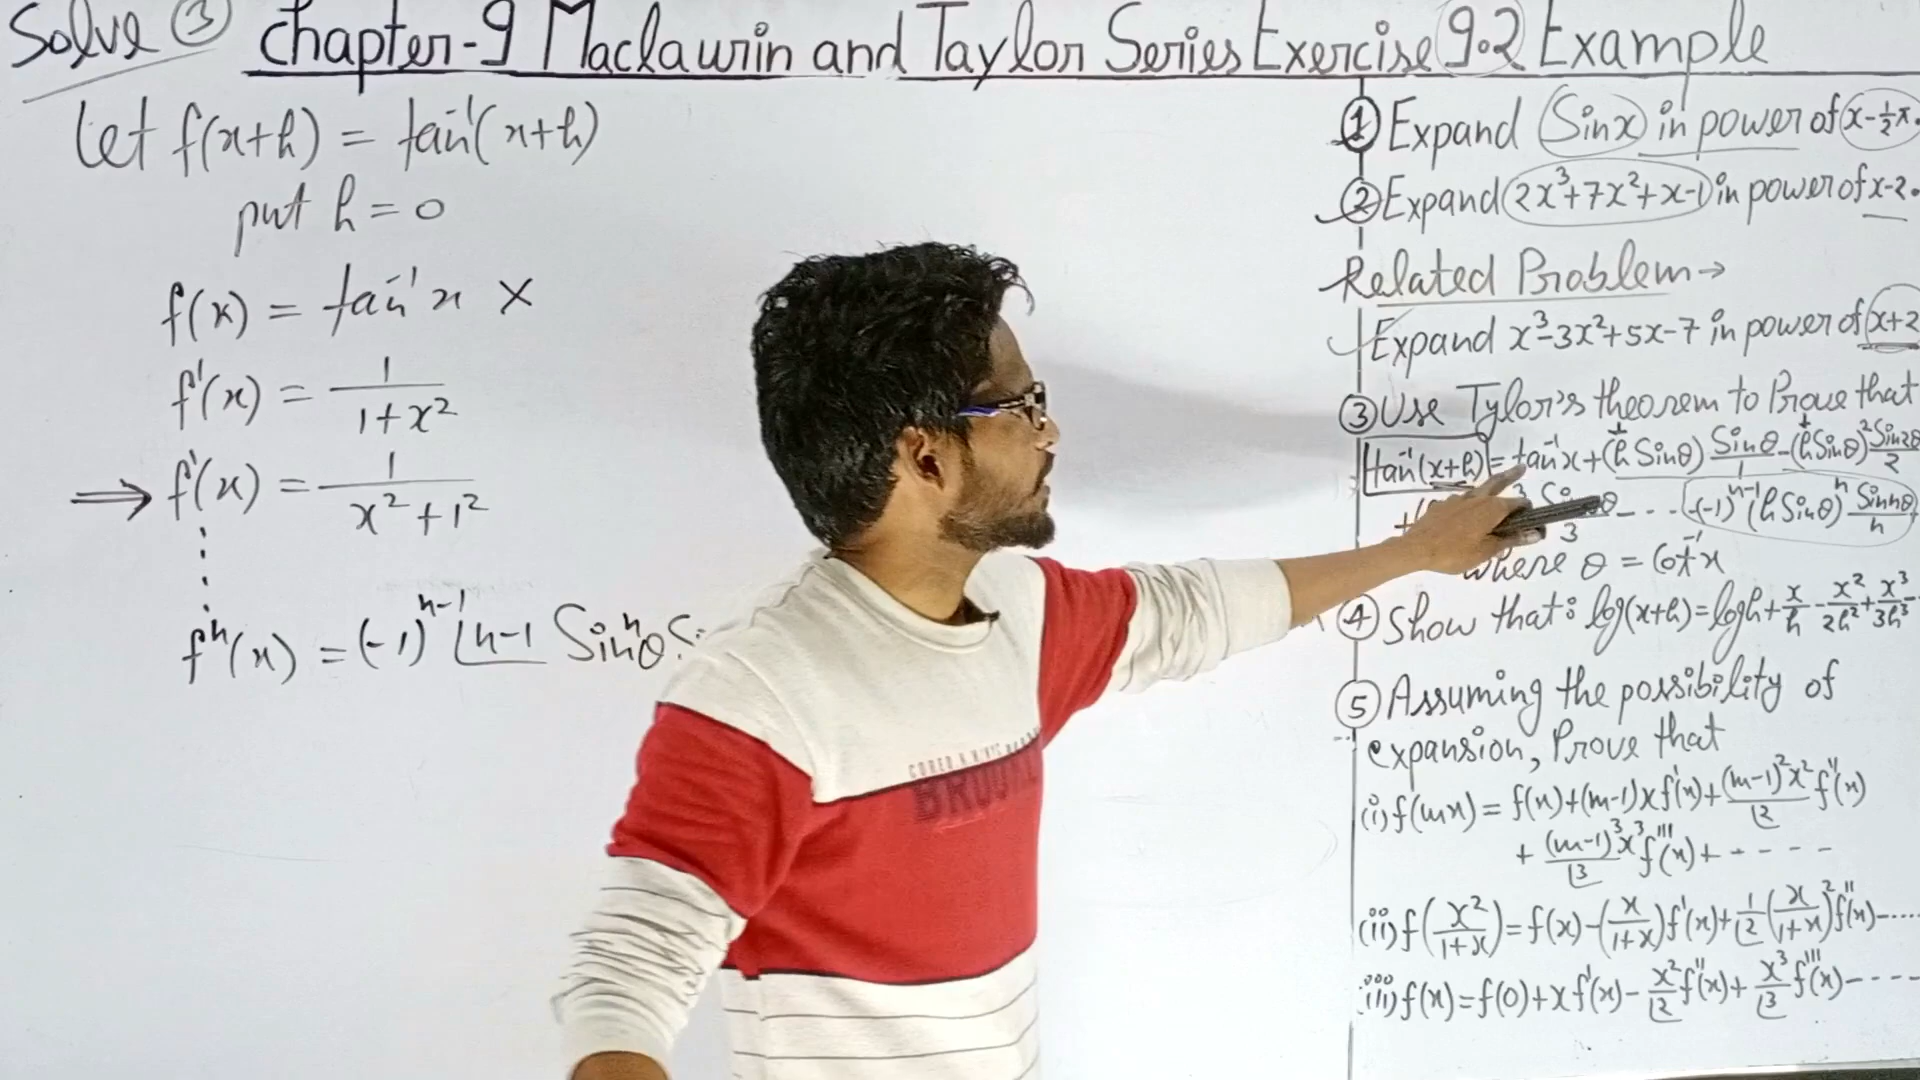 Solve ③ Chapter-9 Maclaurin and Taylor Series Exercise 9.2 Example
Let f(x+h) = tan⁻¹(x+h)
put h = 0
f(x) = tan⁻¹x ×
f'(x) = 1/(1+x²)
⇒ f'(x) = 1/(x²+1²)
fⁿ(x) = (-1)ⁿ⁻¹ ⌊n-1 Sinⁿθ
① Expand Sinx in power of x-½π.
② Expand 2x³+7x²+x-1 in power of x-2.
Related Problem→
Expand x³-3x²+5x-7 in power of x+2
③ Use Tylor's theorem to Prove that
tan⁻¹(x+h) = tan⁻¹x+(h Sinθ) Sinθ/1 -(h Sinθ)² Sin2θ/2
+ 3 - - - - (-1)ⁿ⁻¹(h Sinθ)ⁿ Sinnθ/n
where θ = Cot⁻¹x
④ Show that: log(x+h)=logh+x/h - x²/2h² + x³/3h³ -
⑤ Assuming the possibility of
expansion, Prove that
(i) f(mx) = f(x)+(m-1)xf'(x)+ (m-1)²x²/⌊2 f''(x)
+ (m-1)³x³/⌊3 f'''(x)+ - - - - -
(ii) f(x²/(1+x)) = f(x)-(x/(1+x))f'(x)+ 1/⌊2 (x/(1+x))² f''(x)-----
(iii) f(x) = f(0)+xf'(x)- x²/⌊2 f''(x)+ x³/⌊3 f'''(x)- - - - -